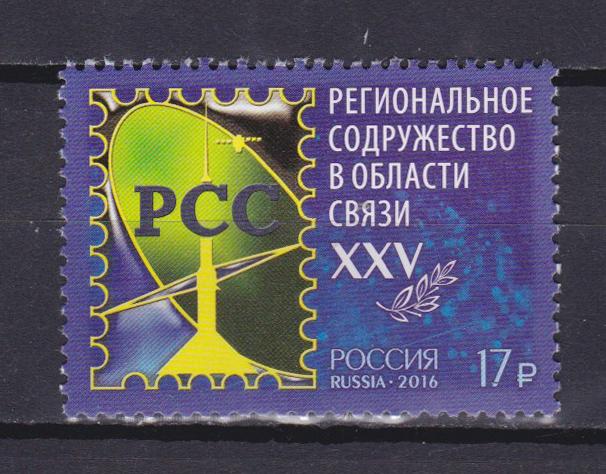 РСС
РЕГИОНАЛЬНОЕ
СОДРУЖЕСТВО
В ОБЛАСТИ
СВЯЗИ
XXV
РОССИЯ
RUSSIA · 2016
17₽